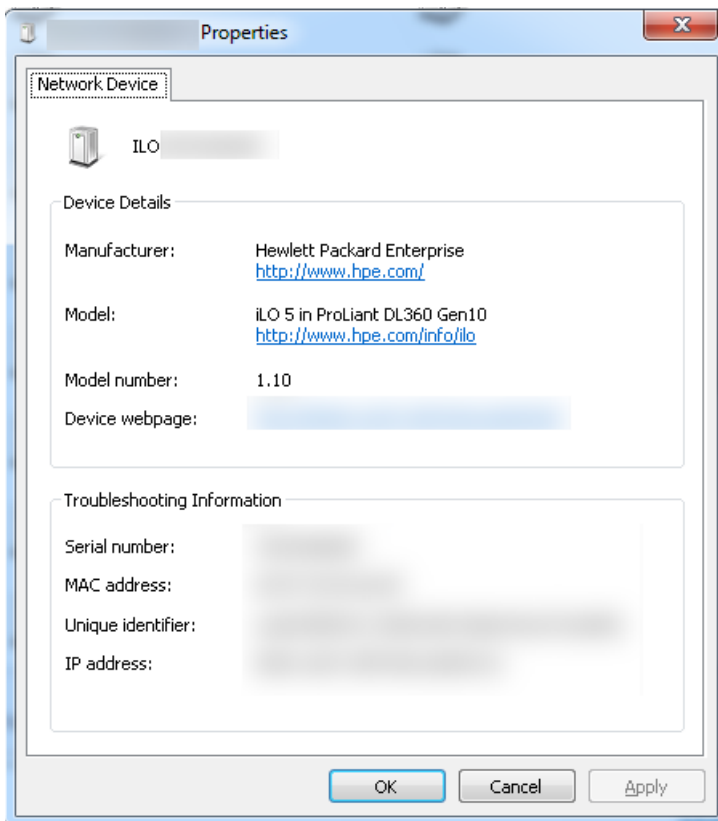 Properties
Network Device
ILO
Device Details
Manufacturer: Hewlett Packard Enterprise
http://www.hpe.com/
Model: iLO 5 in ProLiant DL360 Gen10
http://www.hpe.com/info/ilo
Model number: 1.10
Device webpage:
Troubleshooting Information
Serial number:
MAC address:
Unique identifier:
IP address:
OK Cancel Apply